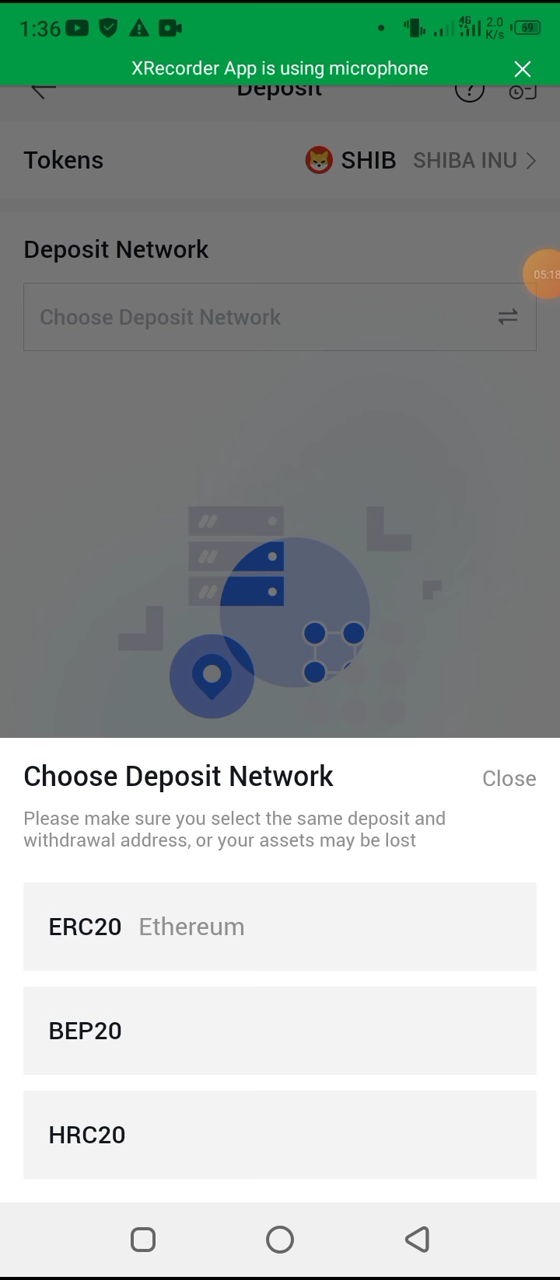 1:36 4G 2.0 K/s 69
XRecorder App is using microphone
Deposit
Tokens SHIB SHIBA INU
Deposit Network
05:18
Choose Deposit Network
Choose Deposit Network Close
Please make sure you select the same deposit and
withdrawal address, or your assets may be lost
ERC20 Ethereum
BEP20
HRC20